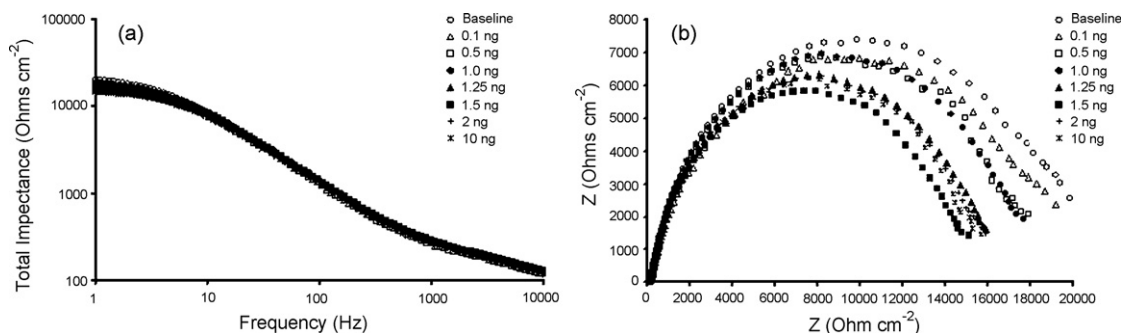 (a)
Total Impectance (Ohms cm-2)
100000
10000
1000
100
1 10 100 1000 10000
Frequency (Hz)
Baseline
0.1 ng
0.5 ng
1.0 ng
1.25 ng
1.5 ng
2 ng
10 ng
(b)
Z (Ohms cm-2)
8000
7000
6000
5000
4000
3000
2000
1000
0
0 2000 4000 6000 8000 10000 12000 14000 16000 18000 20000
Z (Ohm cm-2)
Baseline
0.1 ng
0.5 ng
1.0 ng
1.25 ng
1.5 ng
2 ng
10 ng